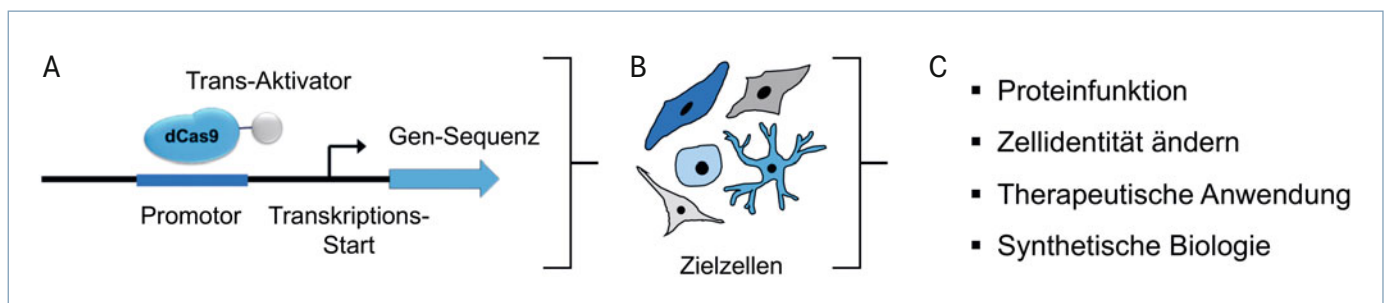 A
Trans-Aktivator
dCas9
Gen-Sequenz
Promotor
Transkriptions-
Start
B
Zielzellen
C
▪ Proteinfunktion
▪ Zellidentität ändern
▪ Therapeutische Anwendung
▪ Synthetische Biologie